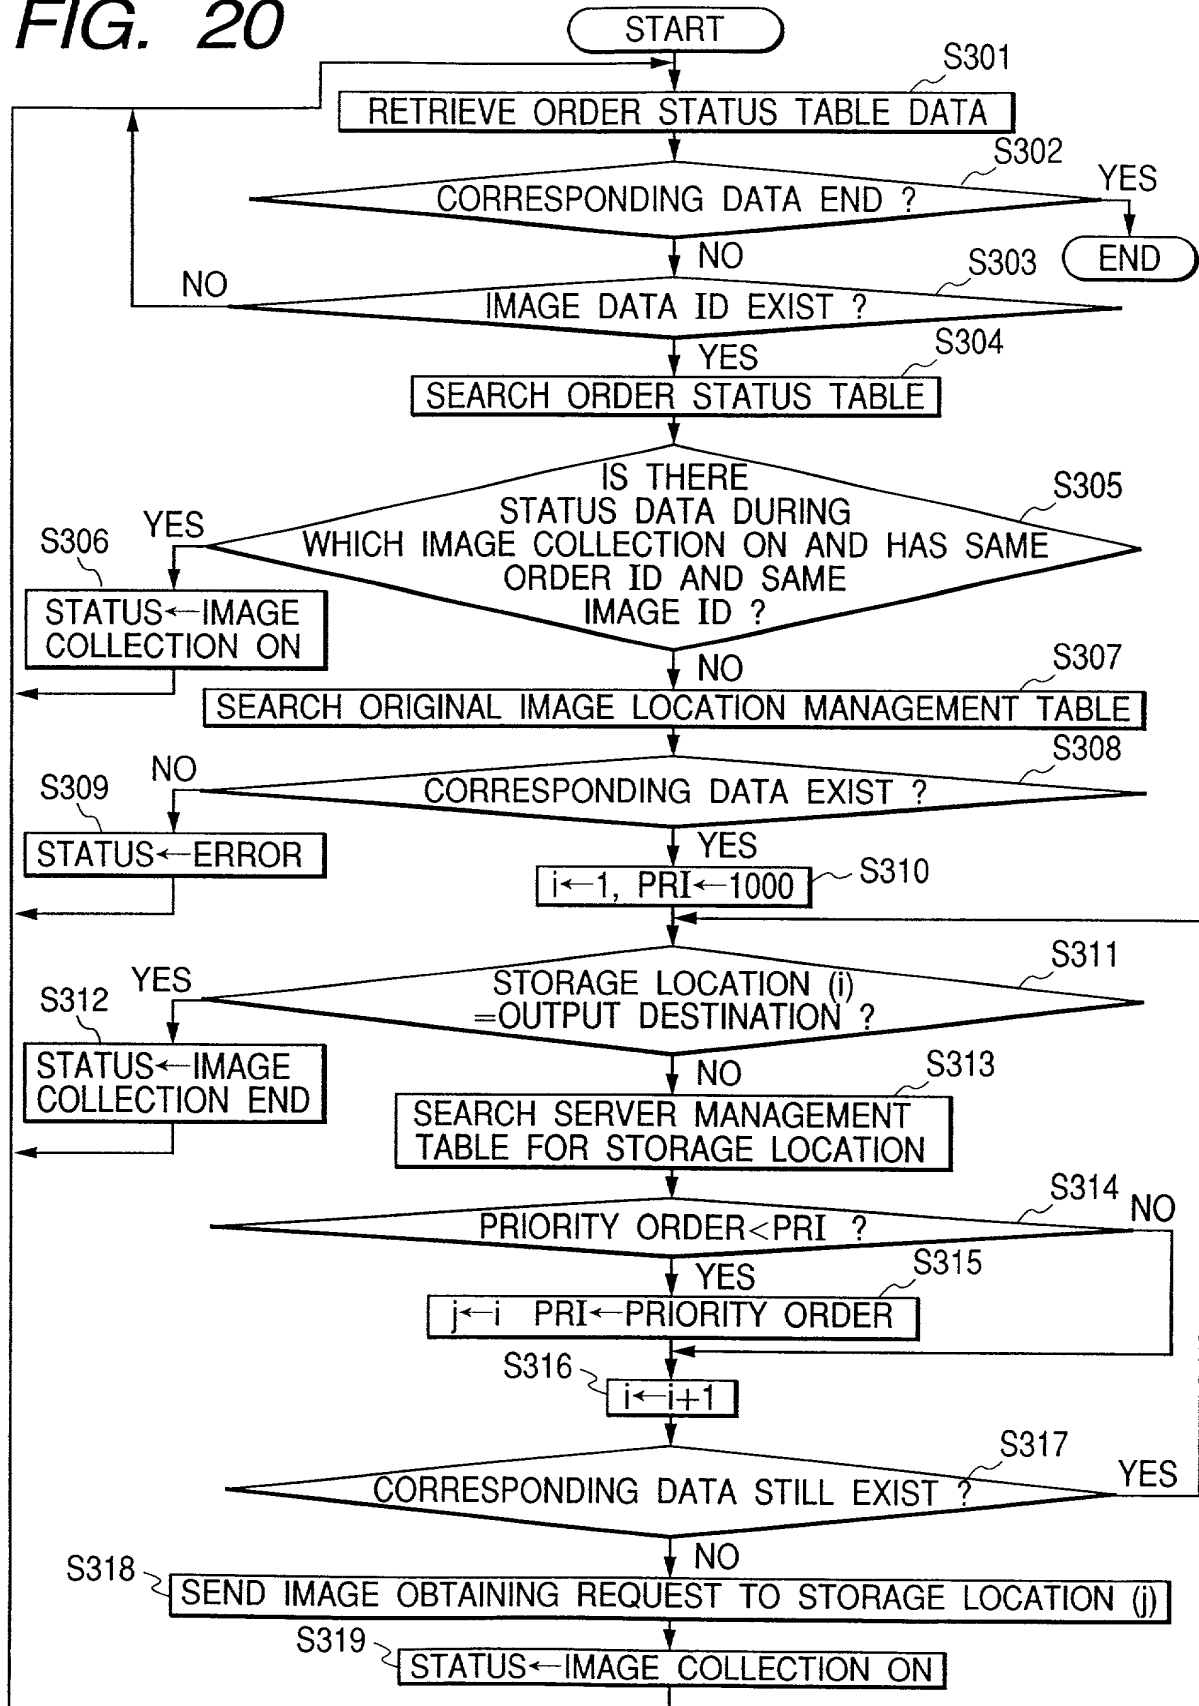 FIG. 20
START
S301
RETRIEVE ORDER STATUS TABLE DATA
S302
CORRESPONDING DATA END ?
YES
END
NO
S303
NO
IMAGE DATA ID EXIST ?
YES
S304
SEARCH ORDER STATUS TABLE
S305
IS THERE
STATUS DATA DURING
WHICH IMAGE COLLECTION ON AND HAS SAME
ORDER ID AND SAME
IMAGE ID ?
YES
S306
STATUS←IMAGE
COLLECTION ON
NO
S307
SEARCH ORIGINAL IMAGE LOCATION MANAGEMENT TABLE
S308
CORRESPONDING DATA EXIST ?
NO
S309
STATUS←ERROR
YES
i←1, PRI←1000
S310
S311
STORAGE LOCATION (i)
=OUTPUT DESTINATION ?
YES
S312
STATUS←IMAGE
COLLECTION END
NO
S313
SEARCH SERVER MANAGEMENT
TABLE FOR STORAGE LOCATION
S314
PRIORITY ORDER<PRI ?
NO
YES
S315
j←i PRI←PRIORITY ORDER
S316
i←i+1
S317
CORRESPONDING DATA STILL EXIST ?
YES
NO
S318
SEND IMAGE OBTAINING REQUEST TO STORAGE LOCATION (j)
S319
STATUS←IMAGE COLLECTION ON